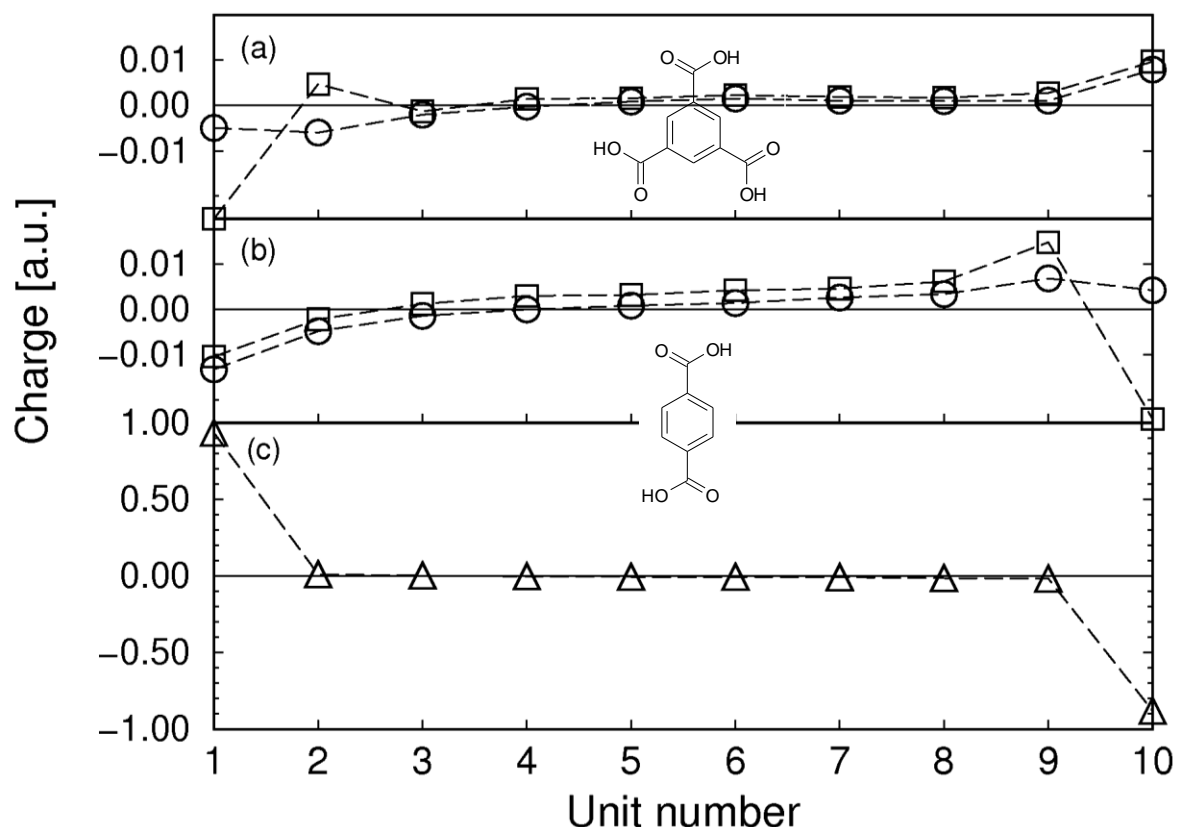 (a)
0.01
0.00
−0.01
O OH
HO O
O OH
(b)
0.01
0.00
−0.01
O OH
HO O
(c)
1.00
0.50
0.00
−0.50
−1.00
Charge [a.u.]
1 2 3 4 5 6 7 8 9 10
Unit number